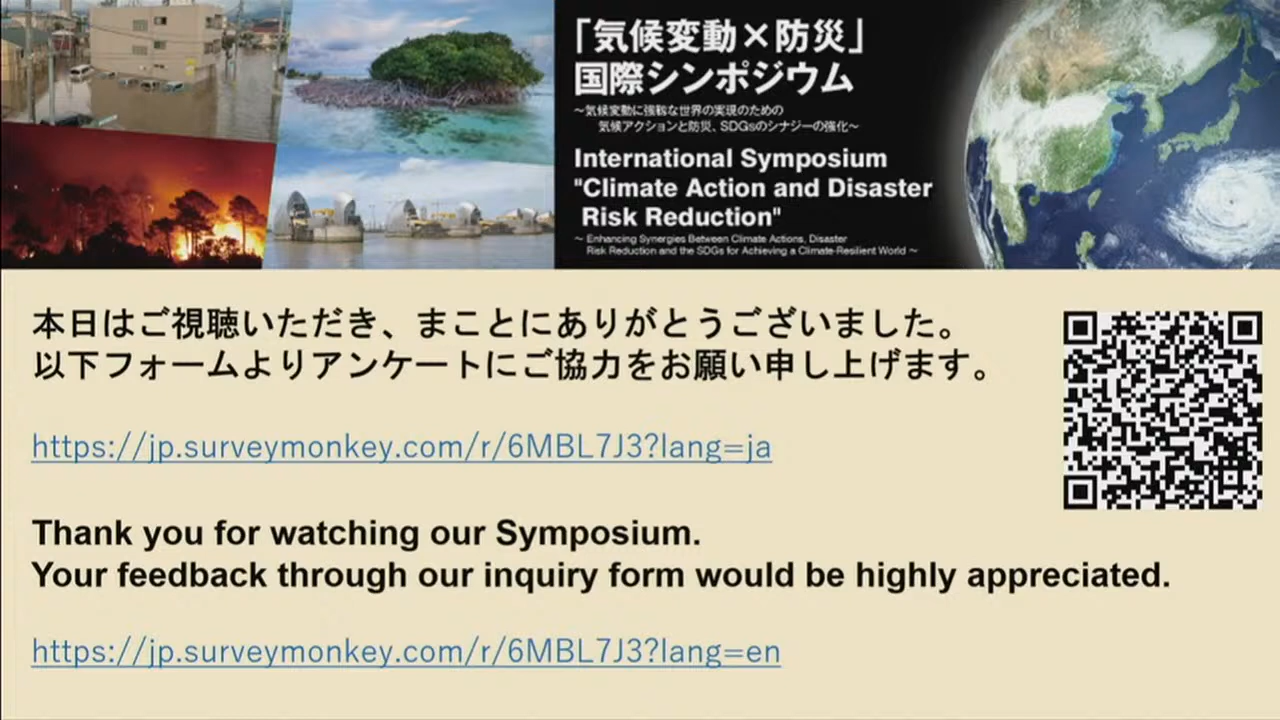 「気候変動×防災」
国際シンポジウム
～気候変動に強靱な世界の実現のための
気候アクションと防災、SDGsのシナジーの強化～
International Symposium
"Climate Action and Disaster
Risk Reduction"
～ Enhancing Synergies Between Climate Actions, Disaster
Risk Reduction and the SDGs for Achieving a Climate-Resilient World ～
本日はご視聴いただき、まことにありがとうございました。
以下フォームよりアンケートにご協力をお願い申し上げます。
https://jp.surveymonkey.com/r/6MBL7J3?lang=ja
Thank you for watching our Symposium.
Your feedback through our inquiry form would be highly appreciated.
https://jp.surveymonkey.com/r/6MBL7J3?lang=en